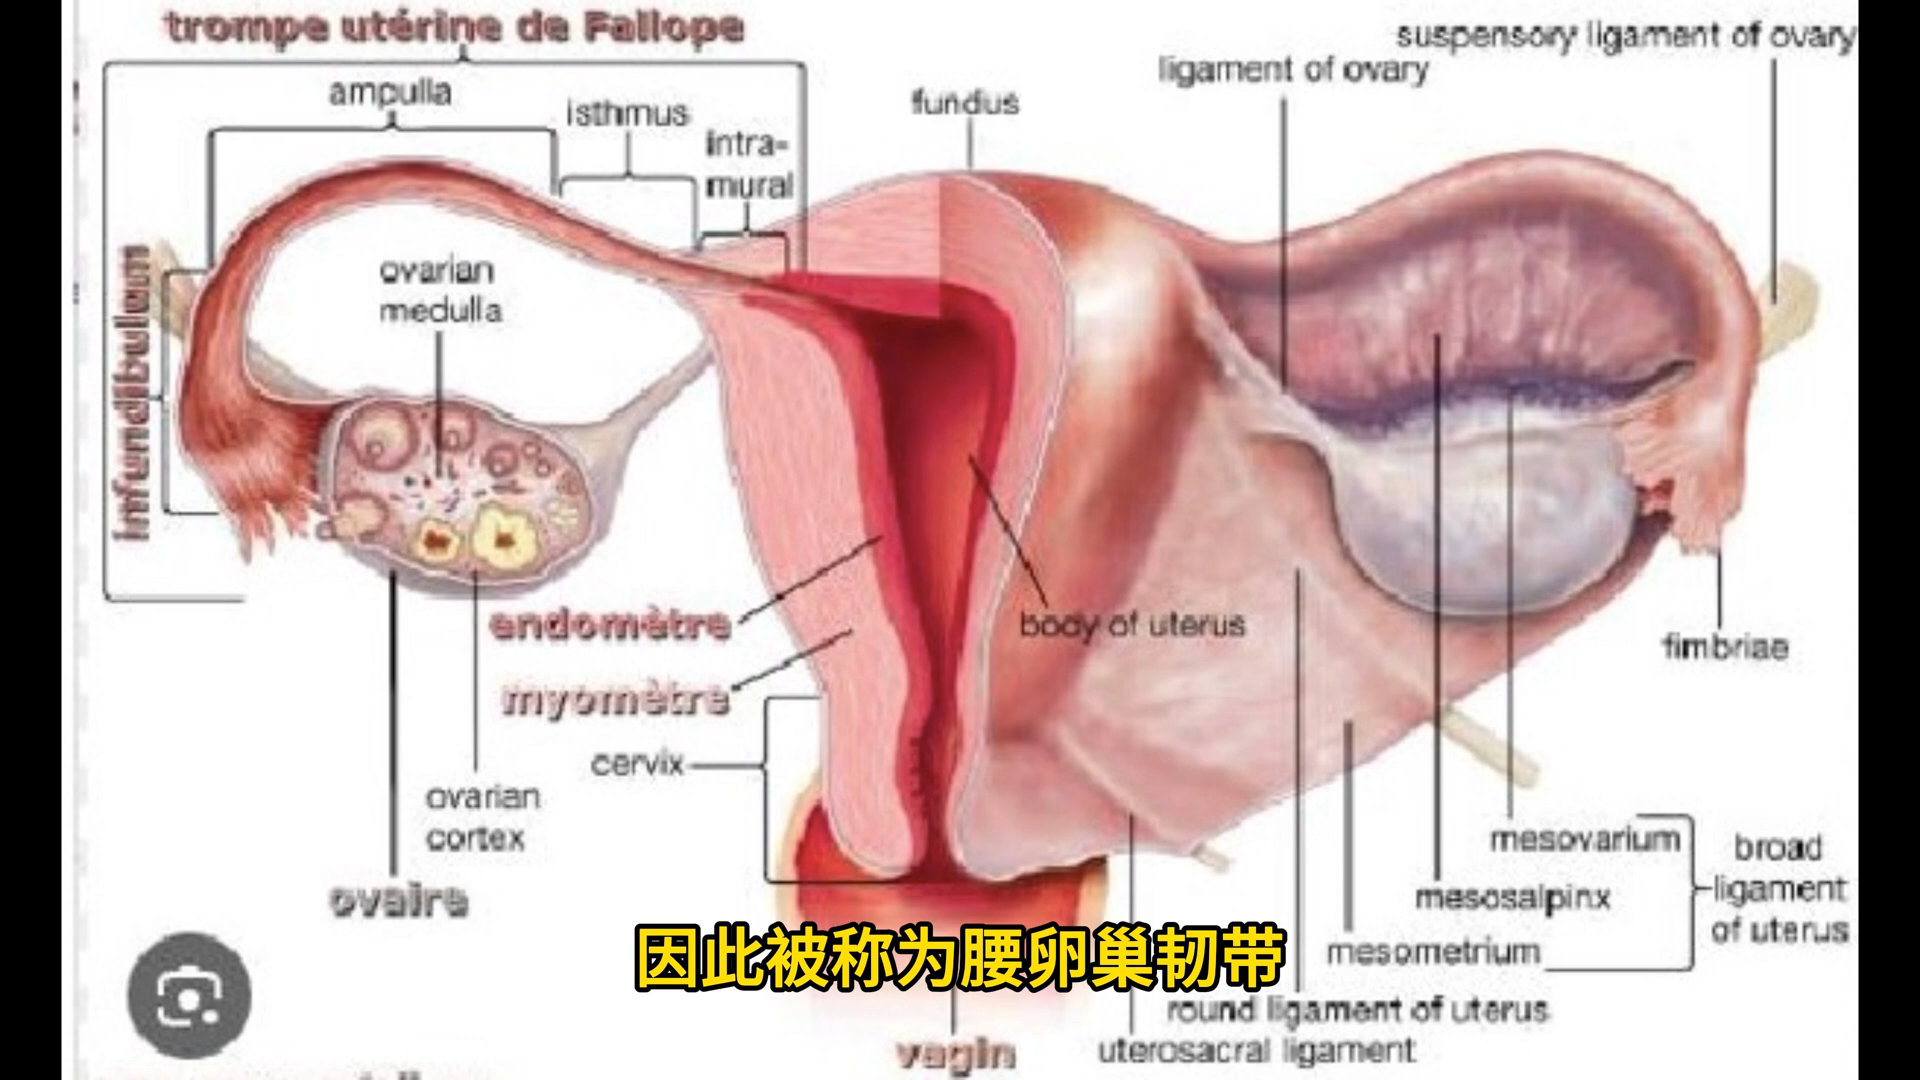 trompe utérine de Fallope
suspensory ligament of ovary
ligament of ovary
ampulla
isthmus
fundus
intra-
mural
infundibulum
ovarian
medulla
endomètre
body of uterus
myomètre
fimbriae
cervix
ovarian
cortex
ovaire
mesovarium
mesosalpinx
mesometrium
broad
ligament
of uterus
因此被称为腰卵巢韧带
round ligament of uterus
uterosacral ligament
vagin